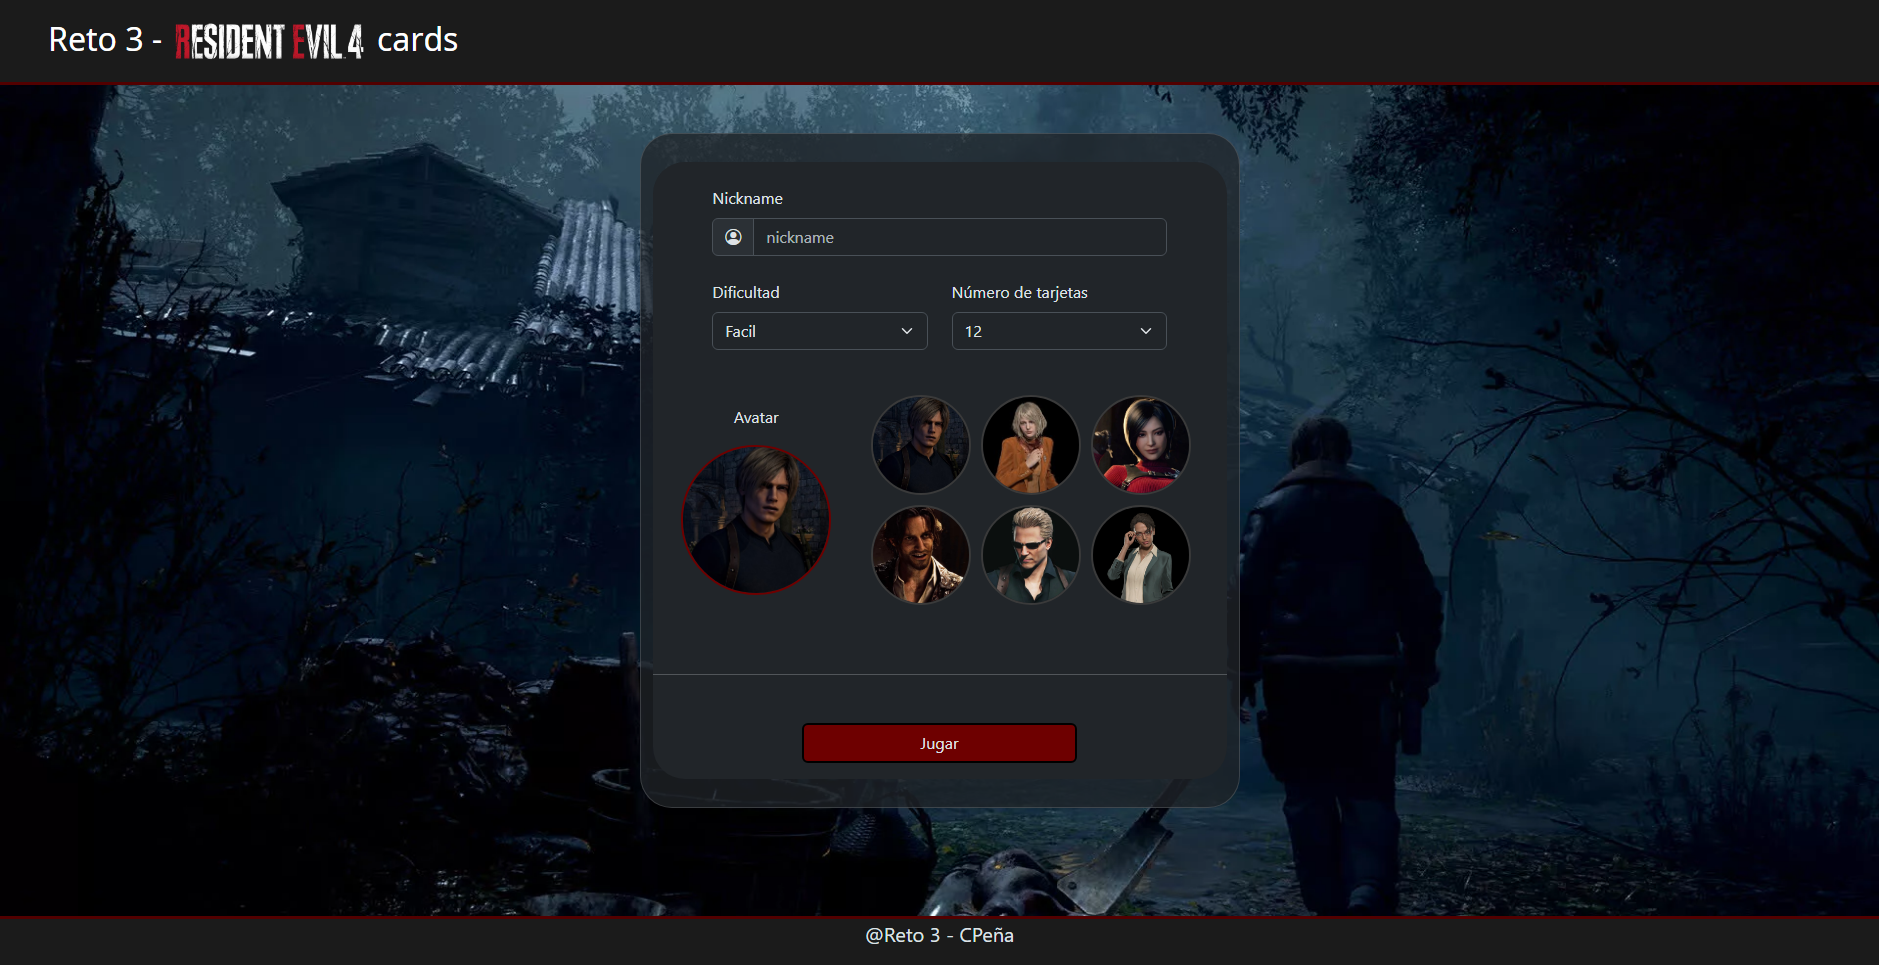 Reto 3 - RESIDENT EVIL 4 cards
Nickname
nickname
Dificultad
Número de tarjetas
Facil
12
Avatar
Jugar
@Reto 3 - CPeña